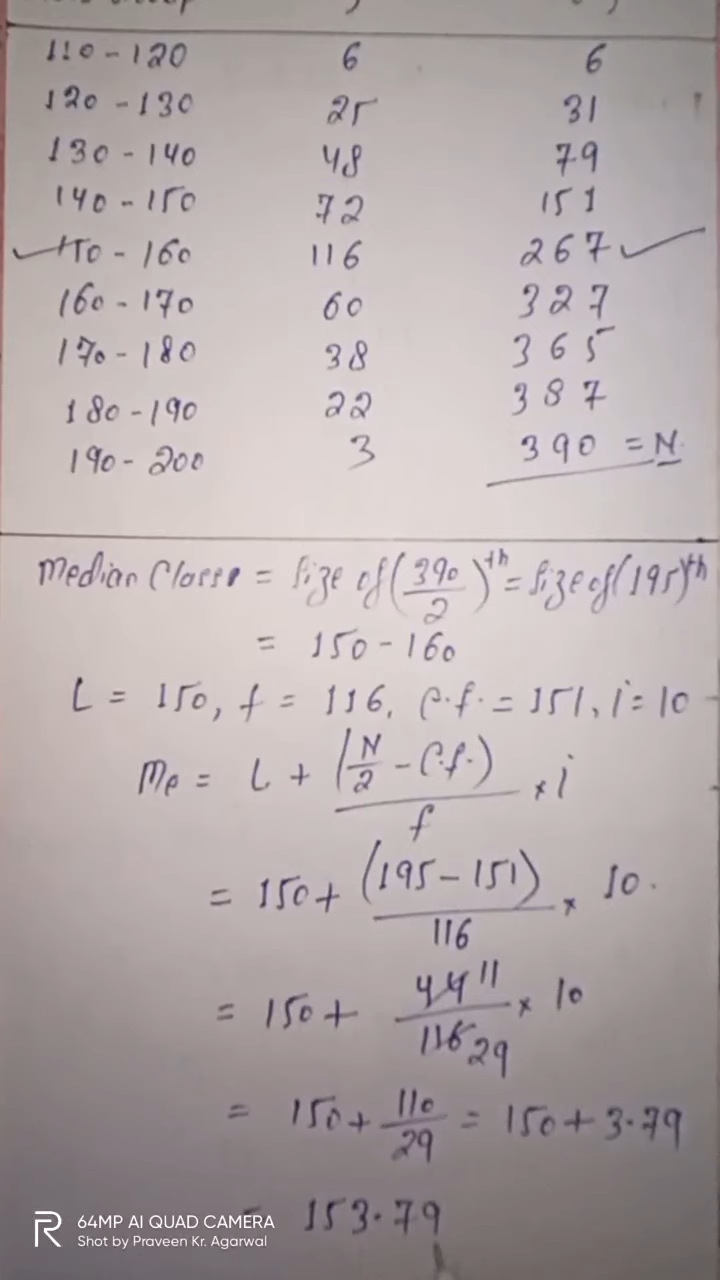 110-120 6 6
120-130 25 31
130-140 48 79
140-150 72 151
150-160 116 267
160-170 60 327
170-180 38 365
180-190 22 387
190-200 3 390 = N
Median Class = Size of (390/2)th = Size of (195)th
= 150-160
L = 150, f = 116, c.f. = 151, i = 10
Me = L + (N/2 - C.f.)/f × i
= 150 + (195-151)/116 × 10.
= 150 + 44 11/116 29 × 10
= 150 + 110/29 = 150 + 3.79
= 153.79
R 64MP AI QUAD CAMERA
Shot by Praveen Kr. Agarwal